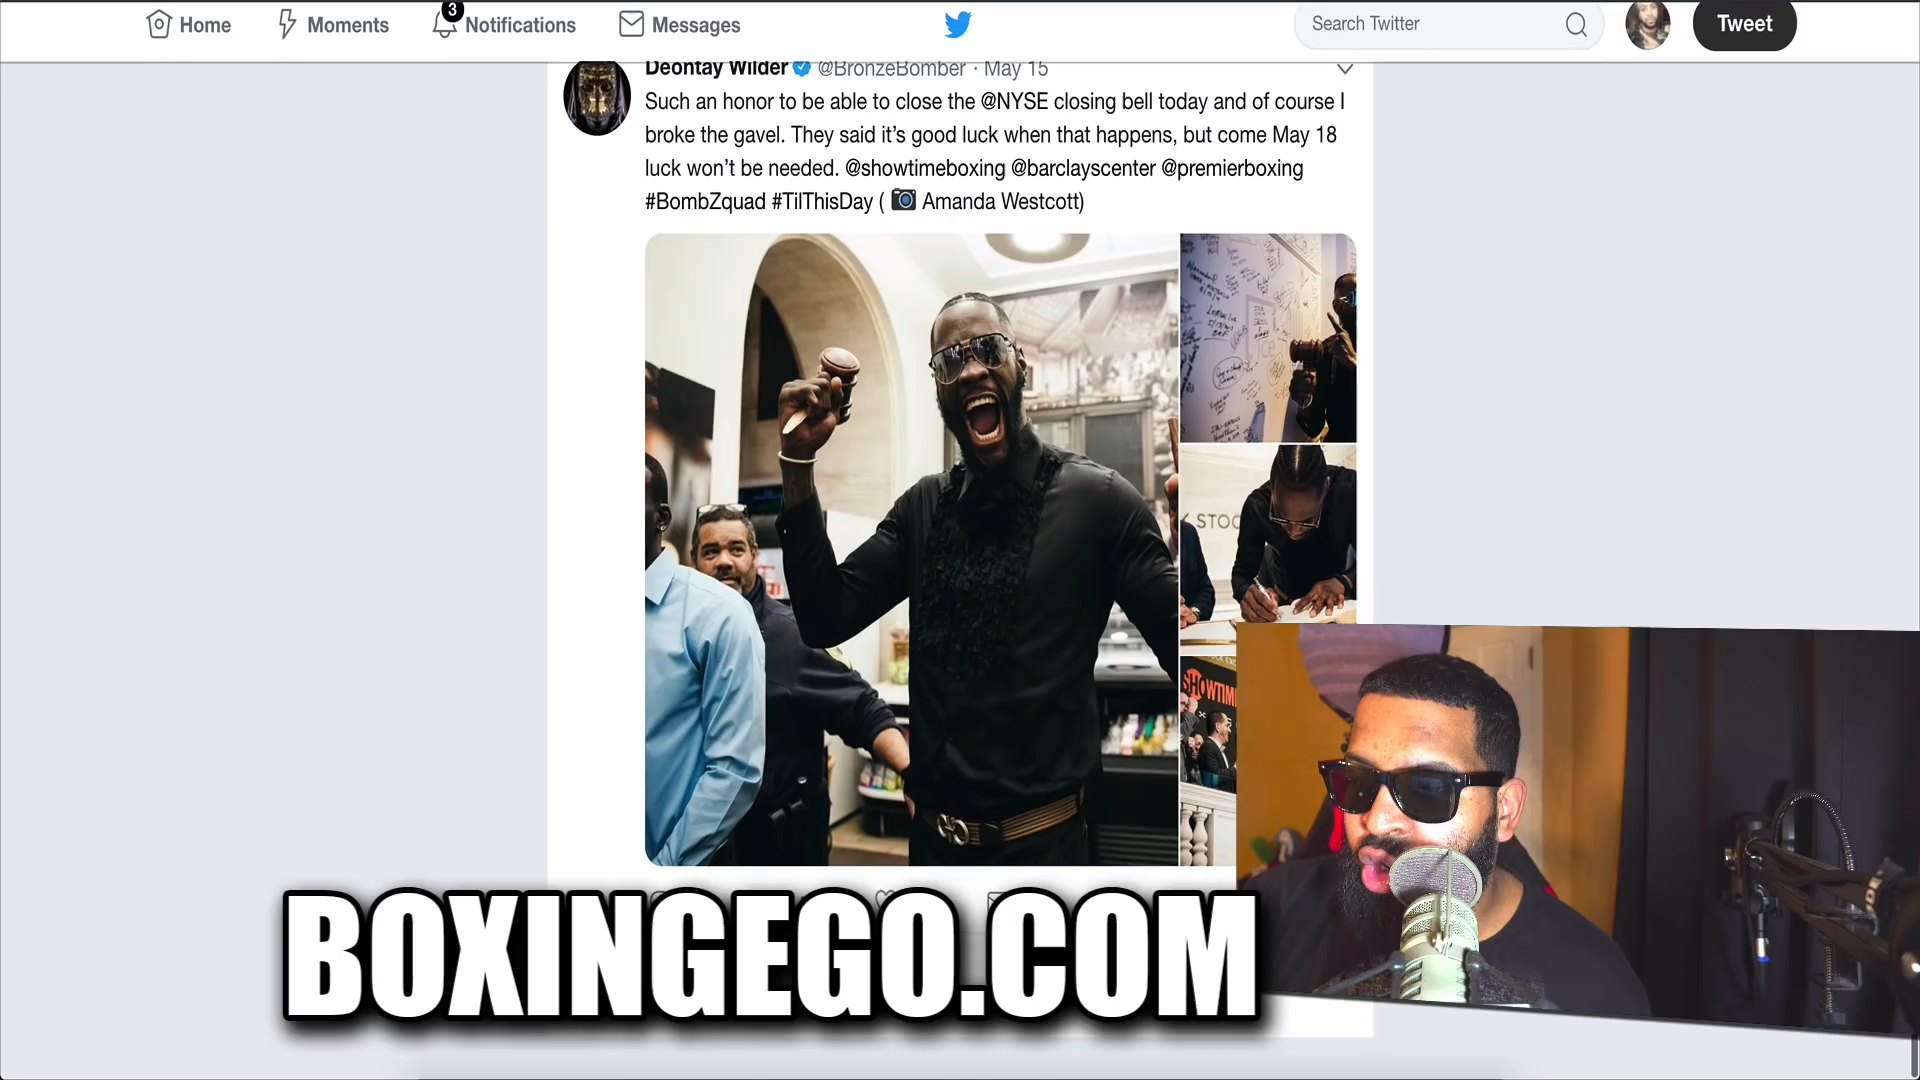 Home
Moments
3
Notifications
Messages
Search Twitter
Tweet
Deontay Wilder @BronzeBomber · May 15
Such an honor to be able to close the @NYSE closing bell today and of course I
broke the gavel. They said it’s good luck when that happens, but come May 18
luck won’t be needed. @showtimeboxing @barclayscenter @premierboxing
#BombZquad #TilThisDay ( 📷 Amanda Westcott)
STOC
SHOWTIM
BOXINGEGO.COM